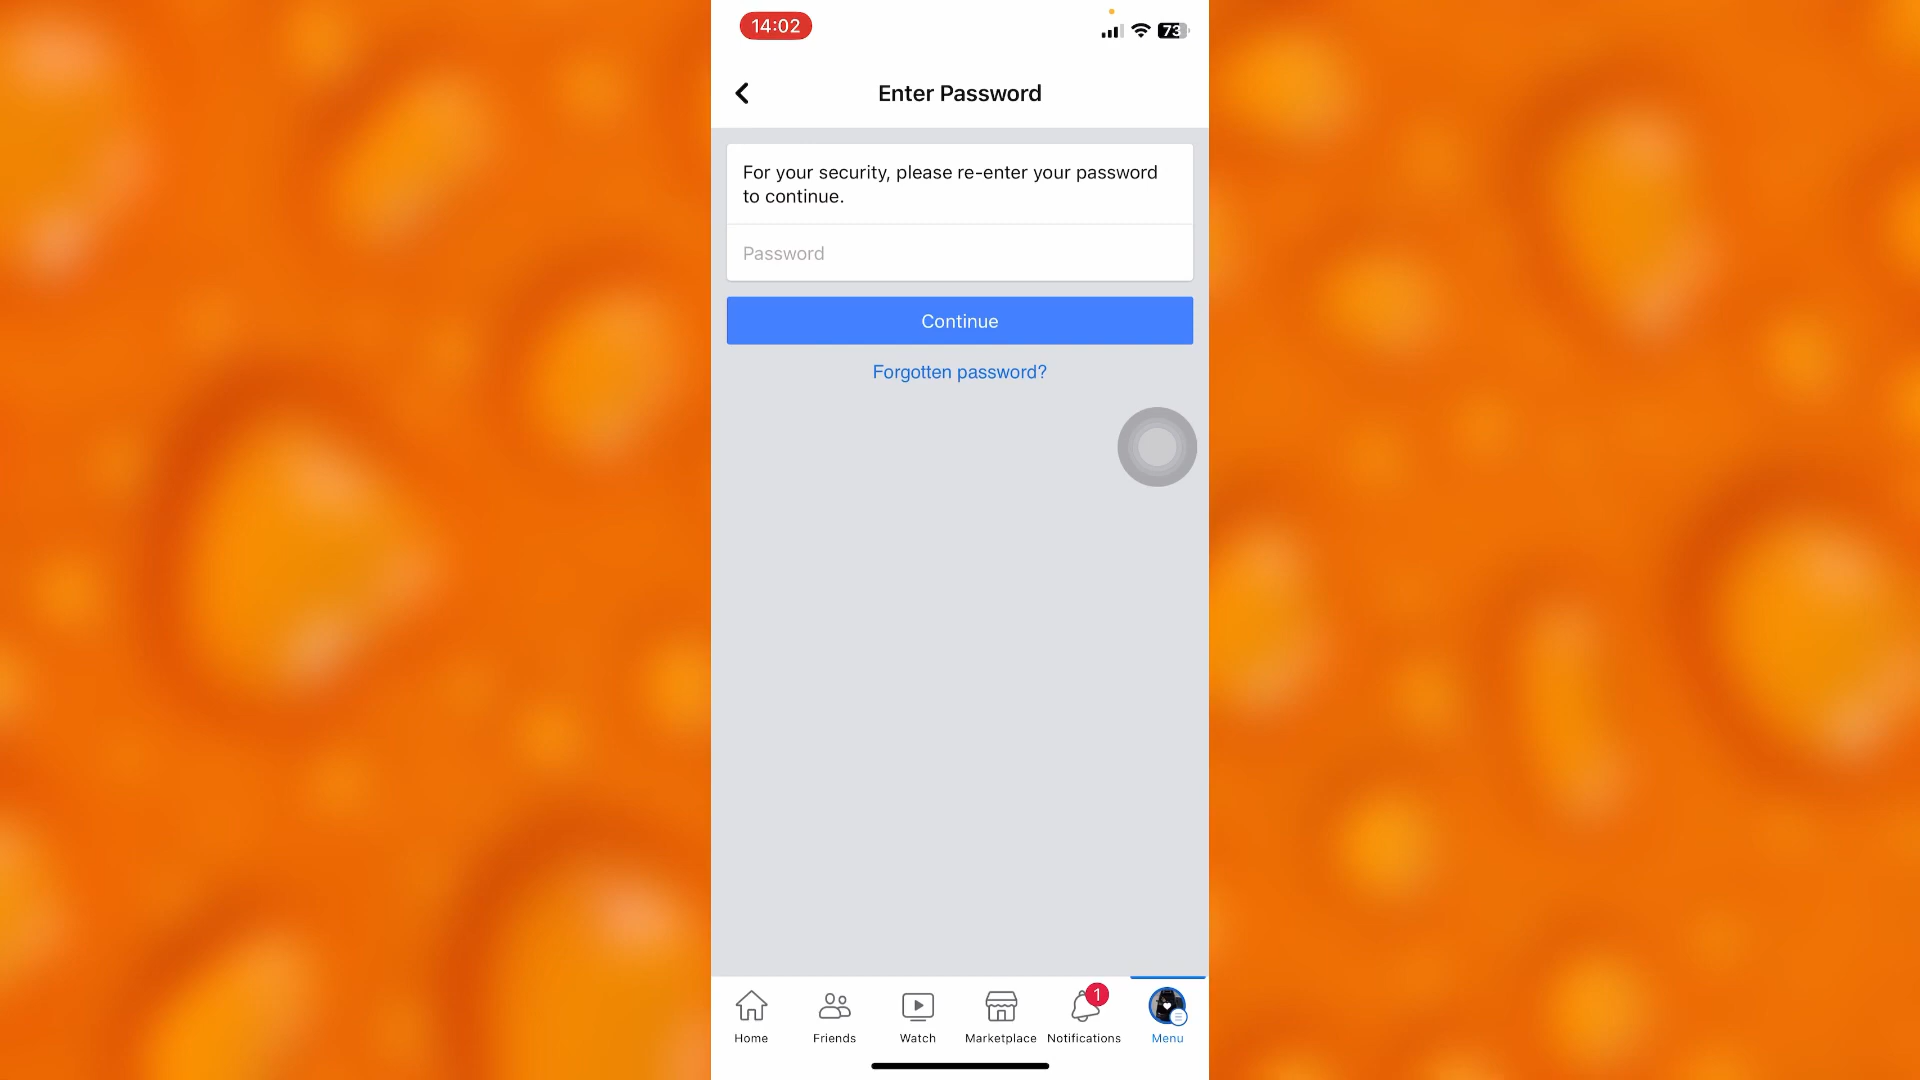 14:02
73
Enter Password
For your security, please re-enter your password
to continue.
Password
Continue
Forgotten password?
1
Home Friends Watch Marketplace Notifications Menu